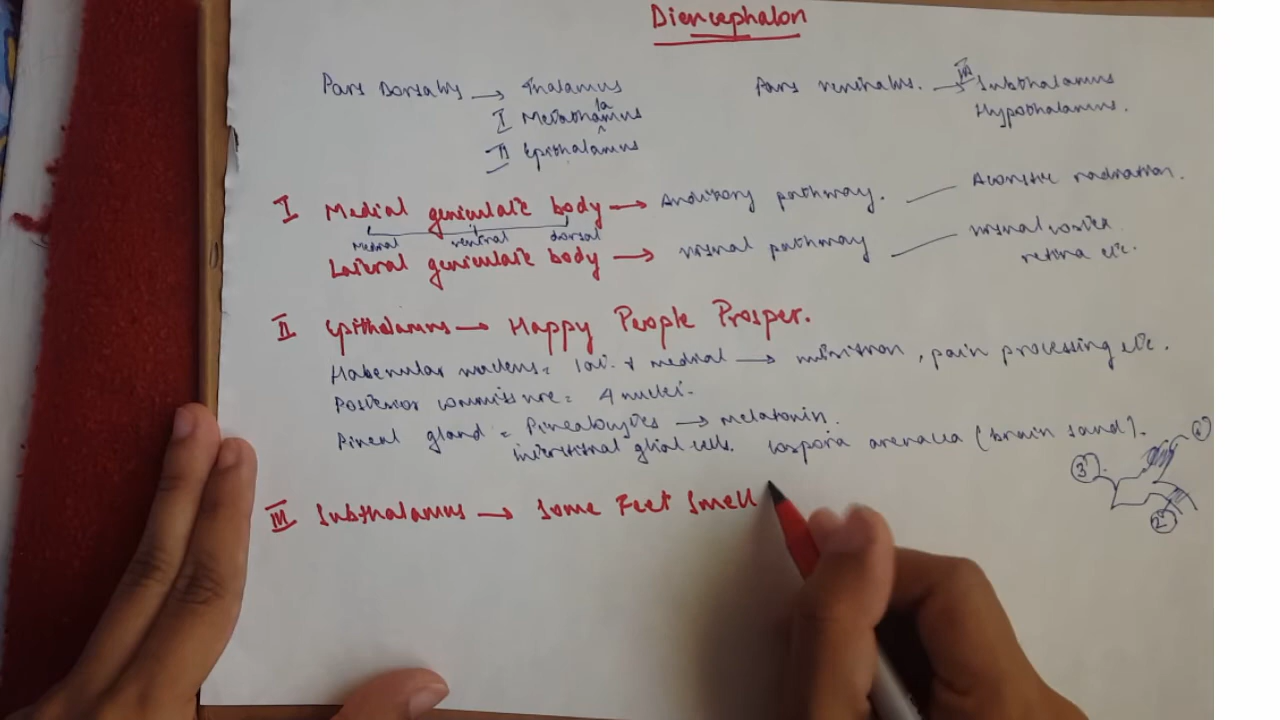 Diencephalon
Pars Dorsalis → Thalamus
I Metathalamus
II Epithalamus
Pars ventralis. → III Subthalamus
Hypothalamus.
I Medial geniculate body → Auditory pathway. — Acoustic radiation.
medial ventral dorsal
Lateral geniculate body → visual pathway — visual cortex
retina etc.
II Epithalamus → Happy People Prosper.
Habenular nucleus = lat. & medial → , pain processing etc.
Posterior commissure = 4 nuclei.
Pineal gland = Pinealocytes → melatonin.
interstitial glial cells. corpora arenacea (brain sand).
1
3
2
III Subthalamus → Some Feet Smell